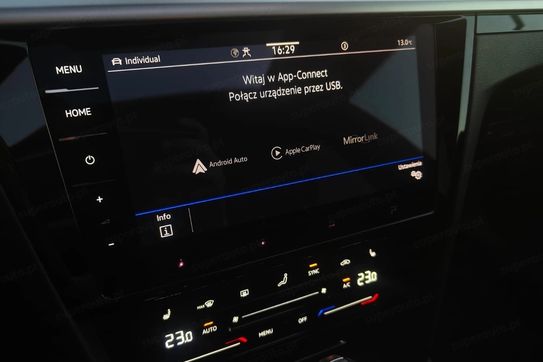 MENU
HOME
Individual
16:29
13.0°C
Witaj w App-Connect
Połącz urządzenie przez USB.
Android Auto
Apple CarPlay
MirrorLink
Ustawienia
Info
i
MAX
SYNC
A/C
AUTO
23.0
23.0
MENU
OFF